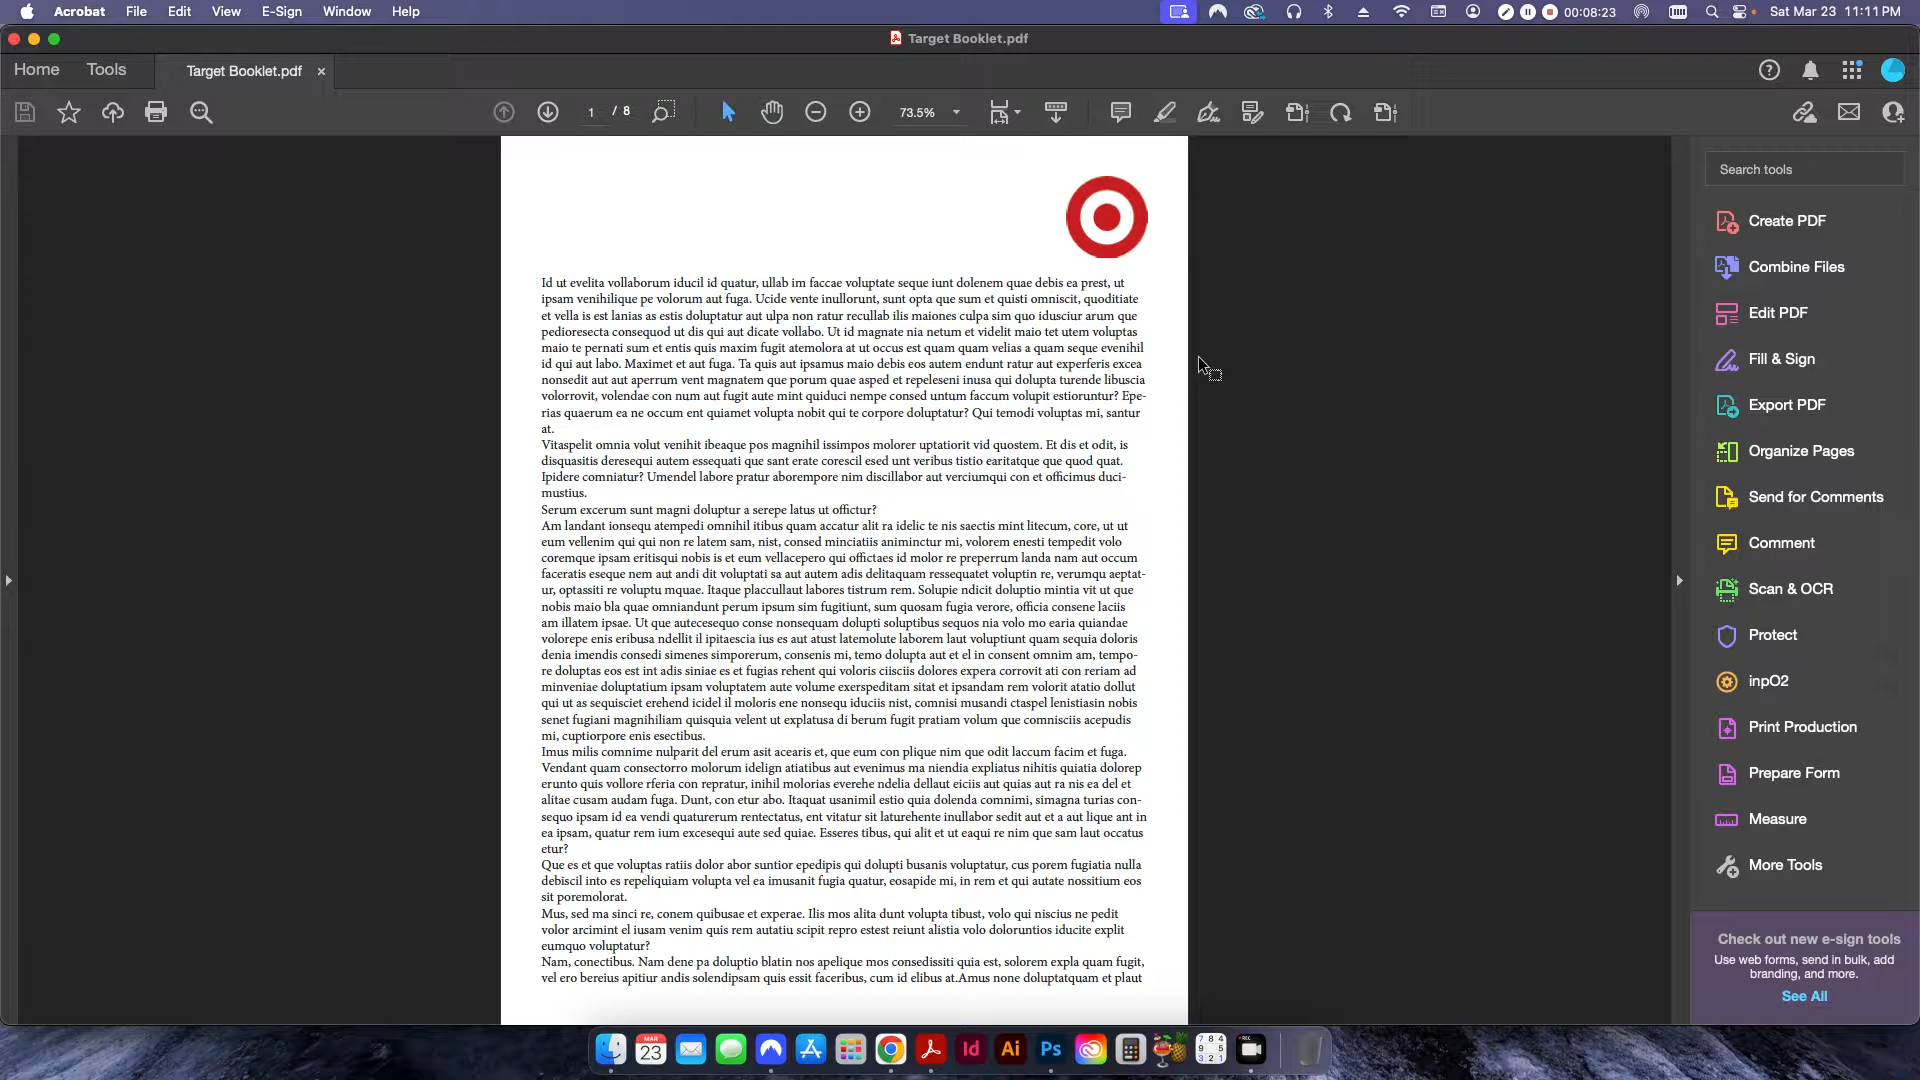 Acrobat File Edit View E-Sign Window Help 00:08:23 Sat Mar 23 11:11 PM
Target Booklet.pdf
Home Tools Target Booklet.pdf
1 / 8 73.5%
Id ut evelita vollaborum iducil id quatur, ullab im faccae voluptate seque iunt dolenem quae debis ea prest, ut
ipsam venihilique pe volorum aut fuga. Ucide vente inullorunt, sunt opta que sum et quisti omniscit, quoditiate
et vella is est lanias as estis doluptatur aut ulpa non ratur recullab ilis maiones culpa sim quo idusciur arum que
pedioresecta consequod ut dis qui aut dicate vollabo. Ut id magnate nia netum et videlit maio tet utem voluptas
maio te pernati sum et entis quis maxim fugit atemolora at ut occus est quam quam velias a quam seque evenihil
id qui aut labo. Maximet et aut fuga. Ta quis aut ipsamus maio debis eos autem endunt ratur aut experferis excea
nonsedit aut aut aperrum vent magnatem que porum quae asped et repeleseni inusa qui dolupta turende libuscia
volorrovit, volendae con num aut fugit aute mint quiduci nempe consed untum faccum volupit estioruntur? Epe-
rias quaerum ea ne occum ent quiamet volupta nobit qui te corpore doluptatur? Qui temodi voluptas mi, santur
at.
Vitaspelit omnia volut venihit ibeaque pos magnihil issimpos molorer uptatiorit vid quostem. Et dis et odit, is
disquasitis deresequi autem essequati que sant erate corescil esed unt veribus tistio earitatque que quod quat.
Ipidere comniatur? Umendel labore pratur aborempore nim discillabor aut verciumqui con et officimus duci-
mustius.
Serum excerum sunt magni doluptur a serepe latus ut offictur?
Am landant ionsequ atempedi omnihil itibus quam accatur alit ra idelic te nis saectis mint litecum, core, ut ut
eum vellenim qui qui non re latem sam, nist, consed minciatiis animinctur mi, volorem enesti tempedit volo
coremque ipsam eritisqui nobis is et eum vellacepero qui offictaes id molor re preperrum landa nam aut occum
faceratis eseque nem aut andi dit voluptati sa aut autem adis delitaquam ressequatet voluptin re, verumqu aeptat-
ur, optassiti re voluptu mquae. Itaque placcullaut labores tistrum rem. Solupie ndicit doluptio mintia vit ut que
nobis maio bla quae omniandunt perum ipsum sim fugitiunt, sum quosam fugia verore, officia consene laciis
am illatem ipsae. Ut que autecesequo conse nonsequam dolupti soluptibus sequos nia volo mo earia quiandae
volorepe enis eribusa ndellit il ipitaescia ius es aut atust latemolute laborem laut voluptiunt quam sequia doloris
denia imendis consedi simenes simporerum, consenis mi, temo dolupta aut et el in consent omnim am, tempo-
re doluptas eos est int adis siniae es et fugias rehent qui voloris ciisciis dolores expera corrovit ati con reriam ad
minveniae doluptatium ipsam voluptatem aute volume exerspeditam sitat et ipsandam rem volorit atatio dollut
qui ut as sequisciet erehend icidel il moloris ene nonsequ iduciis nist, comnisi musandi ctaspel lenistiasin nobis
senet fugiani magnihiliam quisquia velent ut explatusa di berum fugit pratiam volum que comnisciis acepudis
mi, cuptiorpore enis esectibus.
Imus milis comnime nulparit del erum asit acearis et, que eum con plique nim que odit laccum facim et fuga.
Vendant quam consectorro molorum idelign atiatibus aut evenimus ma niendia expliatus nihitis quiatia dolorep
erunto quis vollore rferia con repratur, inihil molorias everehe ndelia dellaut eiciis aut quias aut ra nis ea del et
alitae cusam audam fuga. Dunt, con etur abo. Itaquat usanimil estio quia dolenda comnimi, simagna turias con-
sequo ipsam id ea vendi quaturerum rentectatus, ent vitatur sit laturehente inullabor sedit aut et a aut lique ant in
ea ipsam, quatur rem ium excesequi aute sed quiae. Esseres tibus, qui alit et ut eaqui re nim que sam laut occatus
etur?
Que es et que voluptas ratiis dolor abor suntior epedipis qui dolupti busanis voluptatur, cus porem fugiatia nulla
debiscil into es repeliquiam volupta vel ea imusanit fugia quatur, eosapide mi, in rem et qui autate nossitium eos
sit poremolorat.
Mus, sed ma sinci re, conem quibusae et experae. Ilis mos alita dunt volupta tibust, volo qui niscius ne pedit
volor arcimint el iusam venim quis rem autatiu scipit repro estest reiunt alistia volo doloruntios iducite explit
eumquo voluptatur?
Nam, conectibus. Nam dene pa doluptio blatin nos apelique mos consedissiti quia est, solorem expla quam fugit,
vel ero bereius apitiur andis solendipsam quis essit faceribus, cum id elibus at.Amus none doluptatquam et plaut
Search tools
Create PDF
Combine Files
Edit PDF
Fill & Sign
Export PDF
Organize Pages
Send for Comments
Comment
Scan & OCR
Protect
inpO2
Print Production
Prepare Form
Measure
More Tools
Check out new e-sign tools
Use web forms, send in bulk, add
branding, and more.
See All
MAR
23
Id Ai Ps